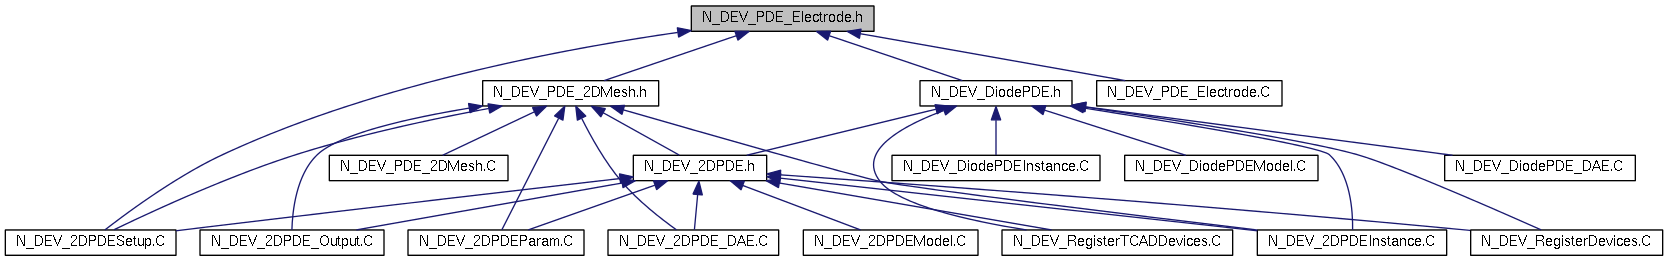 N_DEV_PDE_Electrode.h
N_DEV_PDE_2DMesh.h
N_DEV_DiodePDE.h
N_DEV_PDE_Electrode.C
N_DEV_PDE_2DMesh.C
N_DEV_2DPDE.h
N_DEV_DiodePDEInstance.C
N_DEV_DiodePDEModel.C
N_DEV_DiodePDE_DAE.C
N_DEV_2DPDESetup.C
N_DEV_2DPDE_Output.C
N_DEV_2DPDEParam.C
N_DEV_2DPDE_DAE.C
N_DEV_2DPDEModel.C
N_DEV_RegisterTCADDevices.C
N_DEV_2DPDEInstance.C
N_DEV_RegisterDevices.C